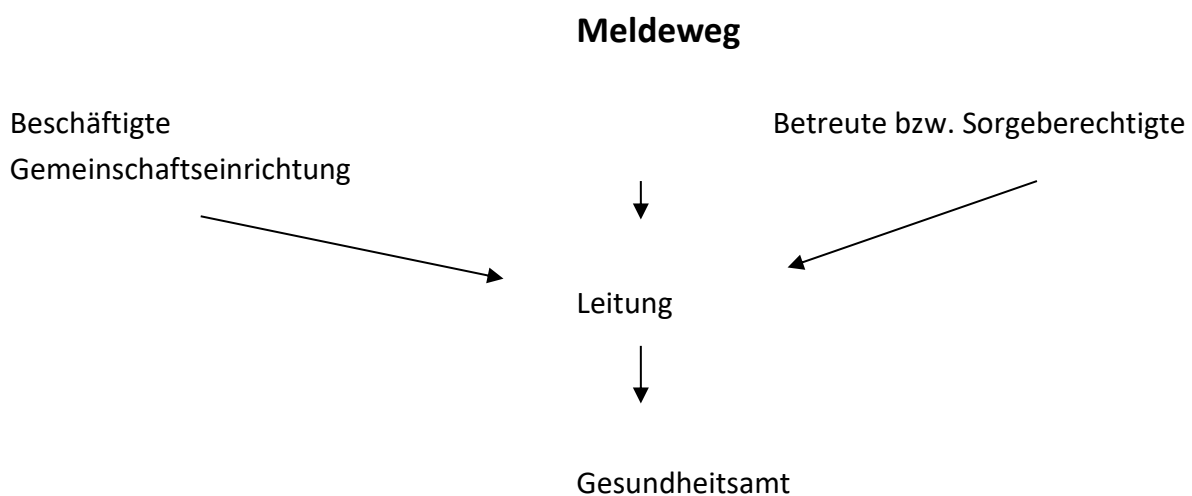 Meldeweg
Beschäftigte
Gemeinschaftseinrichtung
Betreute bzw. Sorgeberechtigte
Leitung
Gesundheitsamt